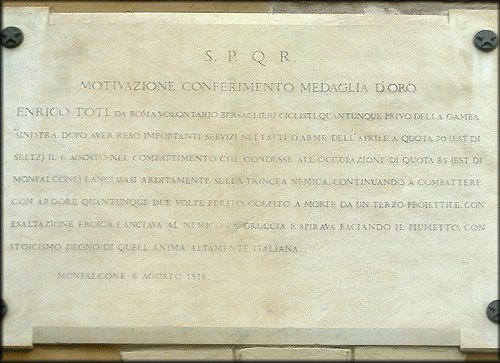 S. P. Q. R.
MOTIVAZIONE CONFERIMENTO MEDAGLIA D'ORO
ENRICO TOTI, DA ROMA VOLONTARIO BERSAGLIERI CICLISTI, QUANTUNQUE PRIVO DELLA GAMBA
SINISTRA, DOPO AVER RESO IMPORTANTI SERVIZI NEI FATTI D'ARME DELL'APRILE A QUOTA 70 (EST DI
SELTZ) IL 6 AGOSTO NEL COMBATTIMENTO CHE CONDUSSE ALL'OCCUPAZIONE DI QUOTA 85 (EST DI
MONFALCONE) LANCIAVASI ARDITAMENTE SULLA TRINCEA NEMICA, CONTINUANDO A COMBATTERE
CON ARDORE QUANTUNQUE DUE VOLTE FERITO. COLPITO A MORTE DA UN TERZO PROIETTILE, CON
ESALTAZIONE EROICA LANCIAVA AL NEMICO LA GRUCCIA E SPIRAVA BACIANDO IL PIUMETTO, CON
STOICISMO DEGNO DI QUELL'ANIMA ALTAMENTE ITALIANA.
MONFALCONE - 6 AGOSTO 1916.